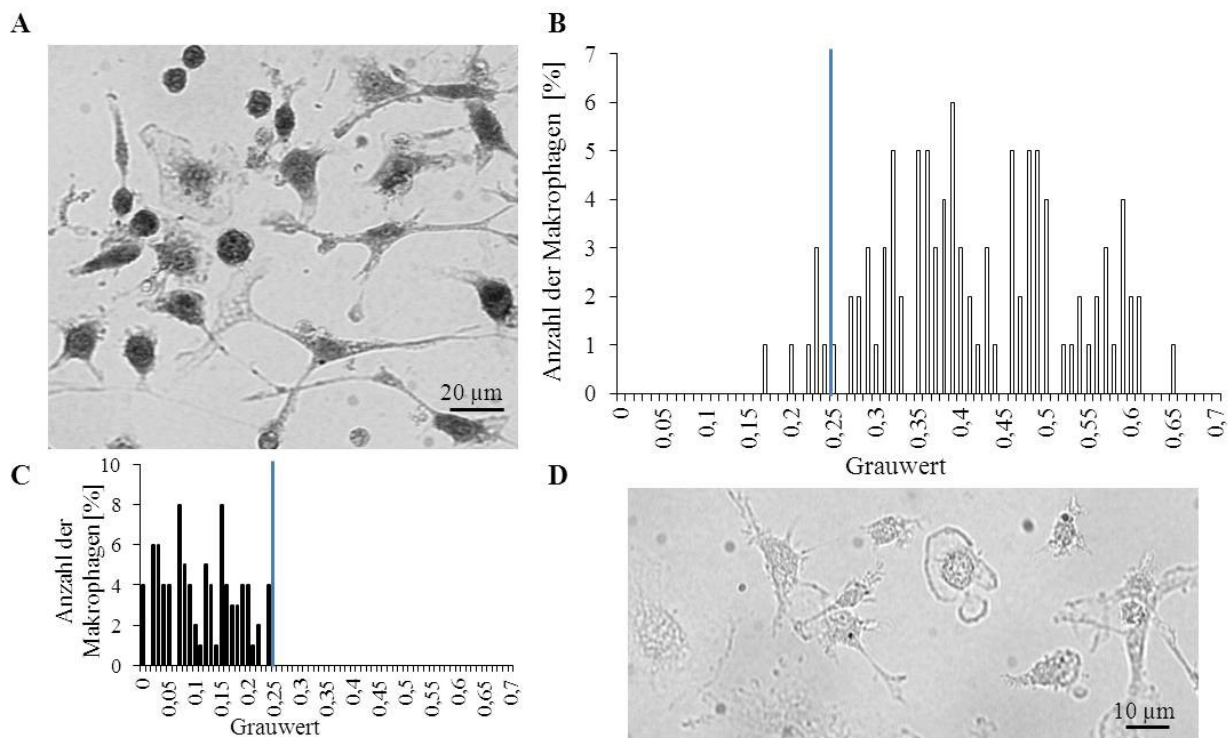 A
20 µm
B
Anzahl der Makrophagen [%]
7
6
5
4
3
2
1
0
0 0,05 0,1 0,15 0,2 0,25 0,3 0,35 0,4 0,45 0,5 0,55 0,6 0,65 0,7
Grauwert
C
Anzahl der
Makrophagen [%]
10
8
6
4
2
0
0 0,05 0,1 0,15 0,2 0,25 0,3 0,35 0,4 0,45 0,5 0,55 0,6 0,65 0,7
Grauwert
D
10 µm